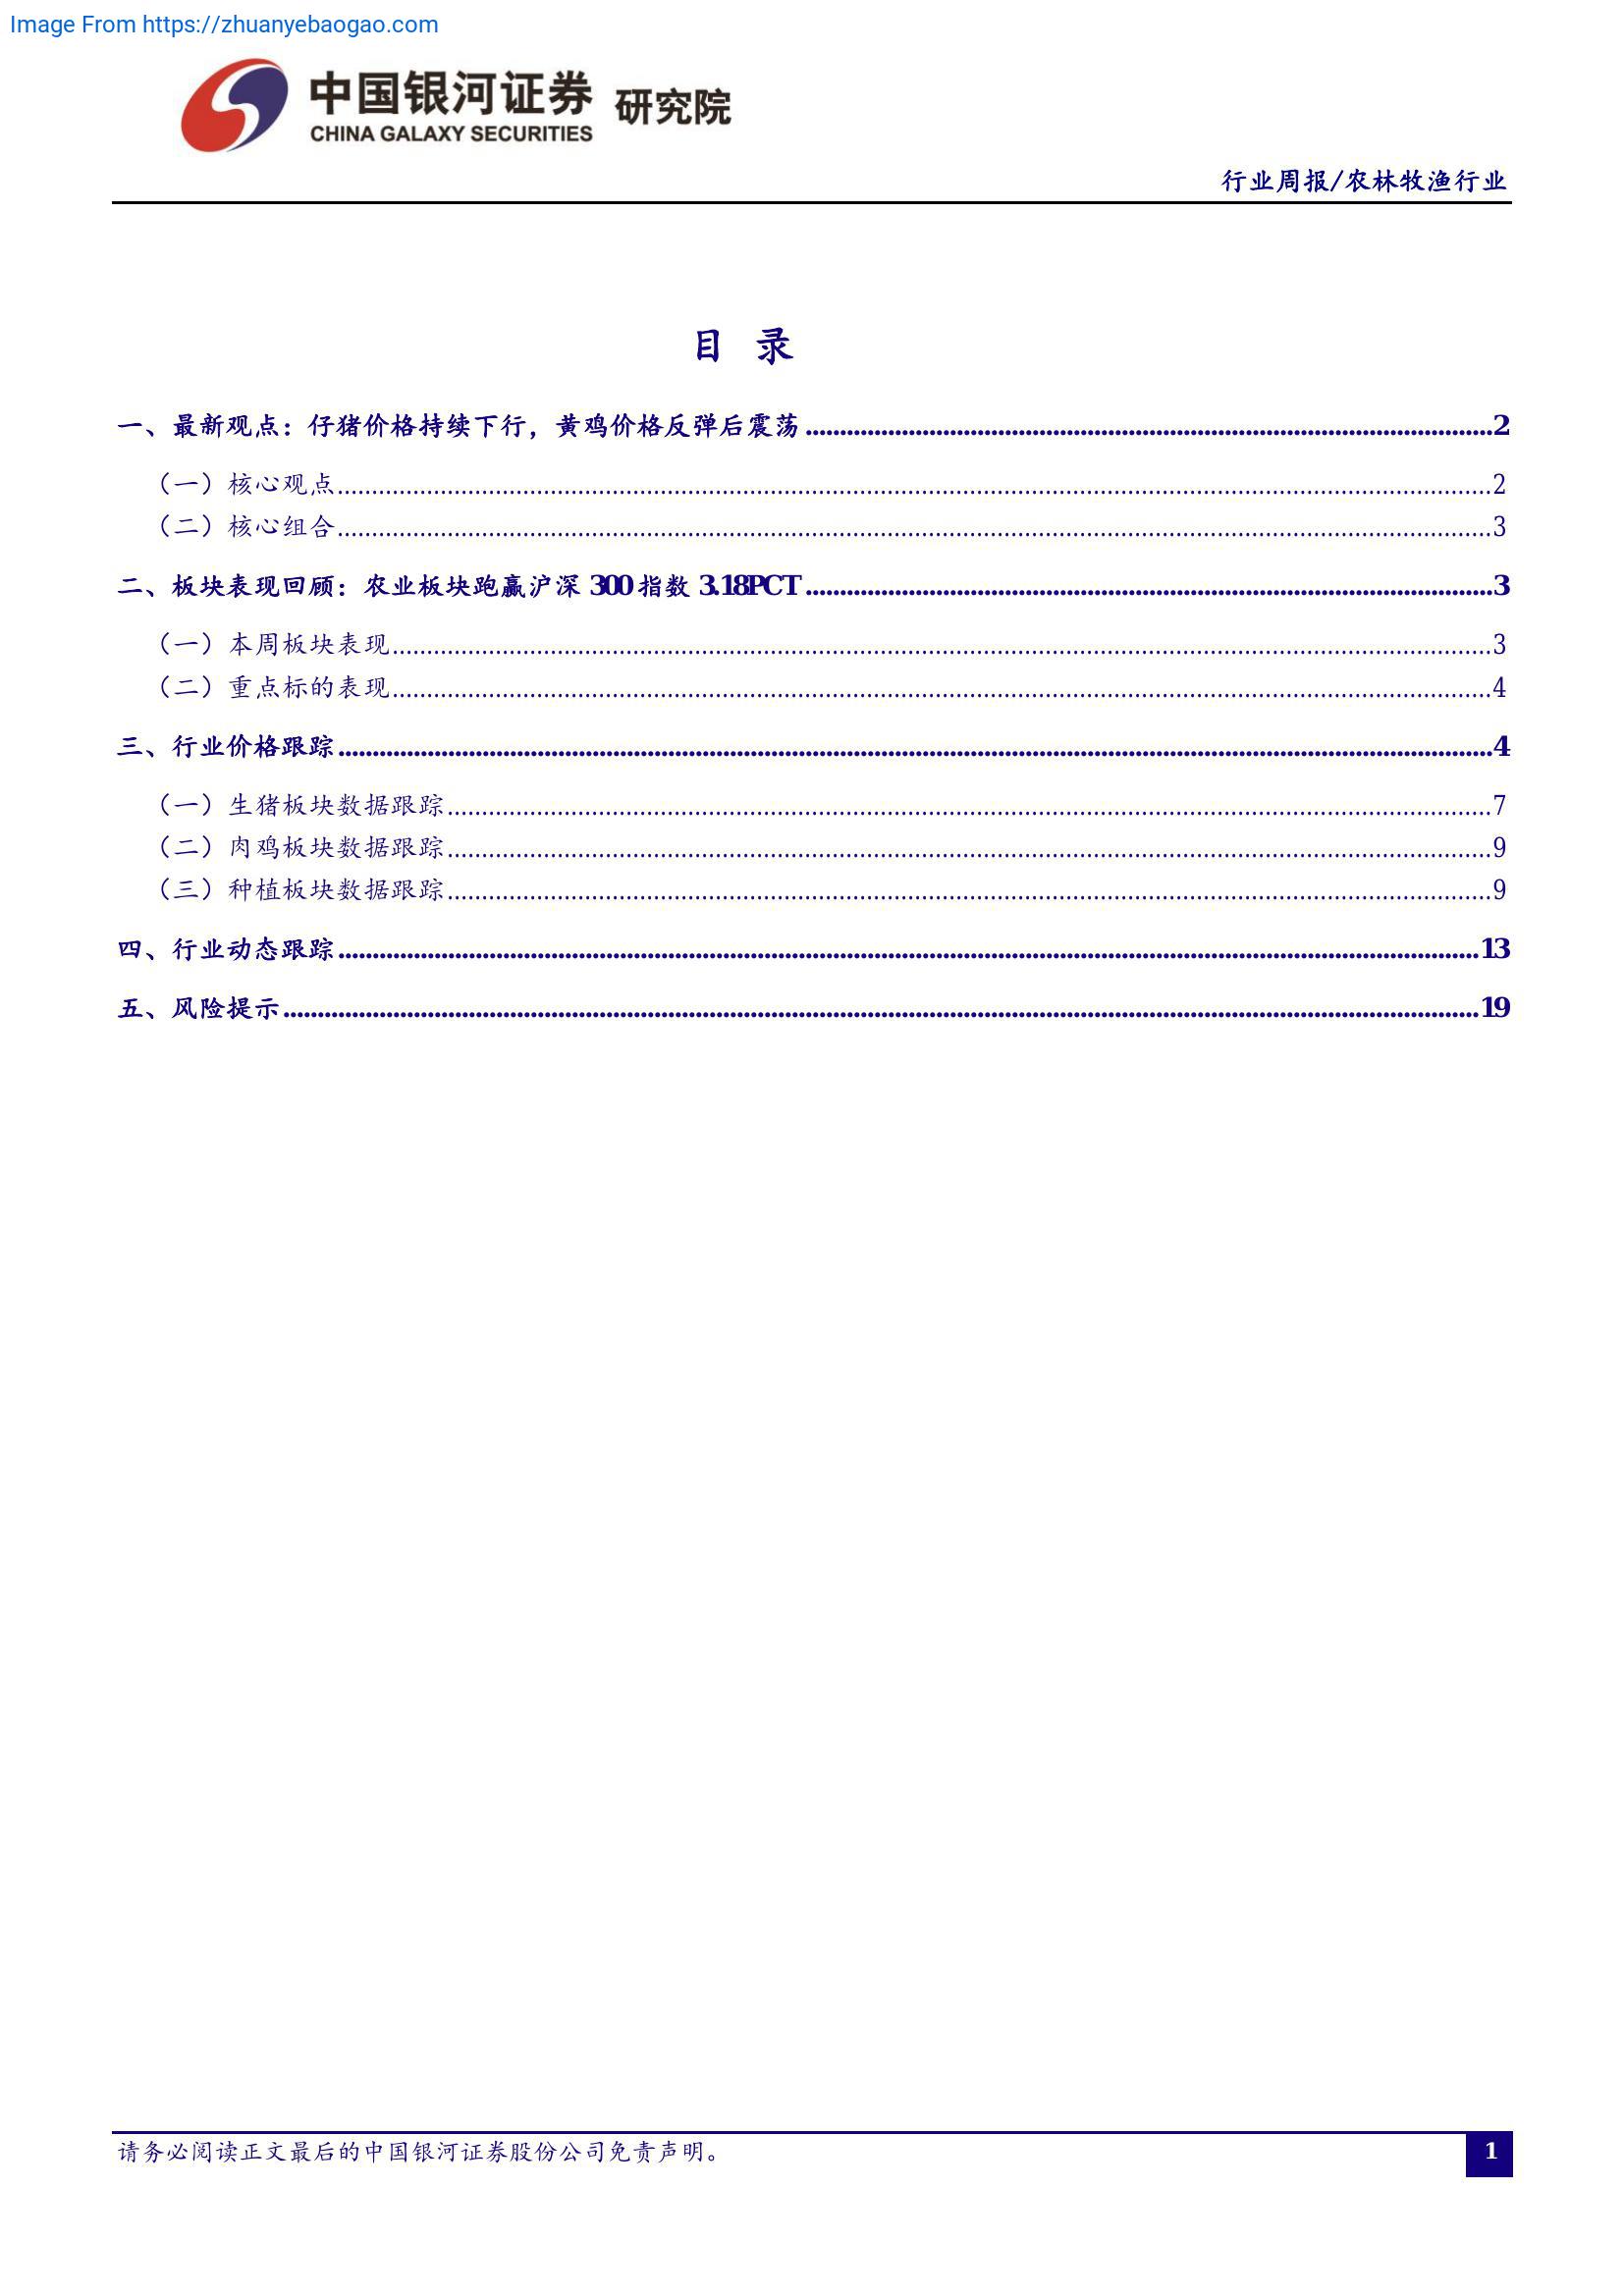 Image From https://zhuanyebaogao.com
中国银河证券 研究院
CHINA GALAXY SECURITIES
行业周报/农林牧渔行业
目 录
一、最新观点：仔猪价格持续下行，黄鸡价格反弹后震荡 2
（一）核心观点 2
（二）核心组合 3
二、板块表现回顾：农业板块跑赢沪深 300 指数 3.18PCT 3
（一）本周板块表现 3
（二）重点标的表现 4
三、行业价格跟踪 4
（一）生猪板块数据跟踪 7
（二）肉鸡板块数据跟踪 9
（三）种植板块数据跟踪 9
四、行业动态跟踪 13
五、风险提示 19
请务必阅读正文最后的中国银河证券股份公司免责声明。
1